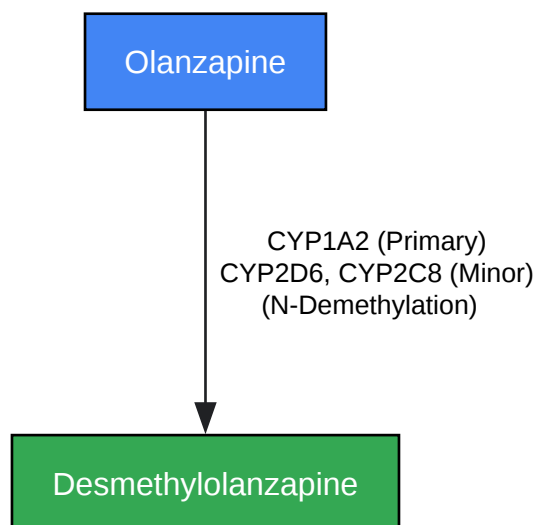 Olanzapine
CYP1A2 (Primary)
CYP2D6, CYP2C8 (Minor)
(N-Demethylation)
Desmethylolanzapine